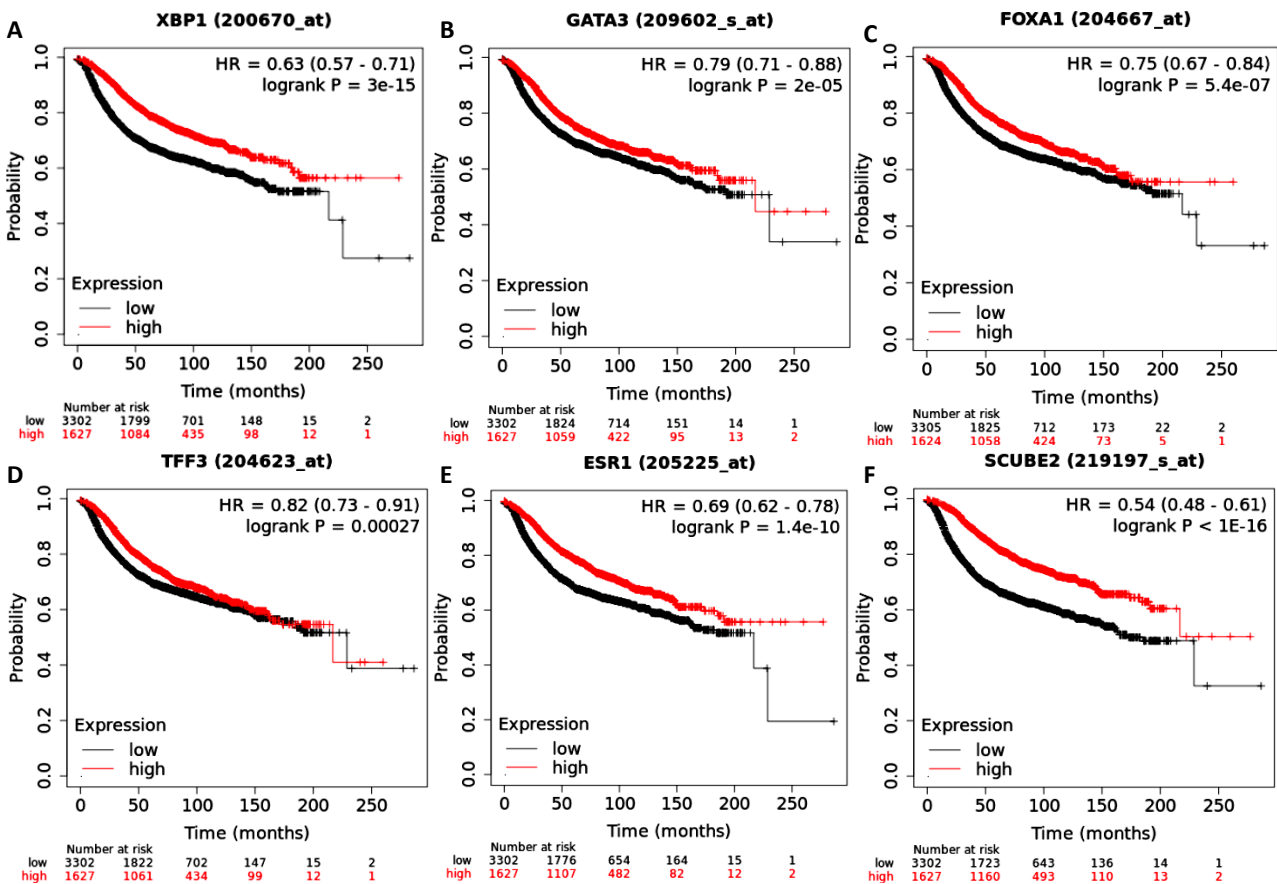 A
XBP1 (200670_at)
HR = 0.63 (0.57 - 0.71)
logrank P = 3e-15
Probability
1.0
0.8
0.6
0.4
0.2
0.0
Expression
low
high
0 50 100 150 200 250
Time (months)
Number at risk
low 3302 1799 701 148 15 2
high 1627 1084 435 98 12 1
B
GATA3 (209602_s_at)
HR = 0.79 (0.71 - 0.88)
logrank P = 2e-05
Probability
1.0
0.8
0.6
0.4
0.2
0.0
Expression
low
high
0 50 100 150 200 250
Time (months)
Number at risk
low 3302 1824 714 151 14 1
high 1627 1059 422 95 13 2
C
FOXA1 (204667_at)
HR = 0.75 (0.67 - 0.84)
logrank P = 5.4e-07
Probability
1.0
0.8
0.6
0.4
0.2
0.0
Expression
low
high
0 50 100 150 200 250
Time (months)
Number at risk
low 3305 1825 712 173 22 2
high 1624 1058 424 73 5 1
D
TFF3 (204623_at)
HR = 0.82 (0.73 - 0.91)
logrank P = 0.00027
Probability
1.0
0.8
0.6
0.4
0.2
0.0
Expression
low
high
0 50 100 150 200 250
Time (months)
Number at risk
low 3302 1822 702 147 15 2
high 1627 1061 434 99 12 1
E
ESR1 (205225_at)
HR = 0.69 (0.62 - 0.78)
logrank P = 1.4e-10
Probability
1.0
0.8
0.6
0.4
0.2
0.0
Expression
low
high
0 50 100 150 200 250
Time (months)
Number at risk
low 3302 1776 654 164 15 1
high 1627 1107 482 82 12 2
F
SCUBE2 (219197_s_at)
HR = 0.54 (0.48 - 0.61)
logrank P < 1E-16
Probability
1.0
0.8
0.6
0.4
0.2
0.0
Expression
low
high
0 50 100 150 200 250
Time (months)
Number at risk
low 3302 1723 643 136 14 1
high 1627 1160 493 110 13 2